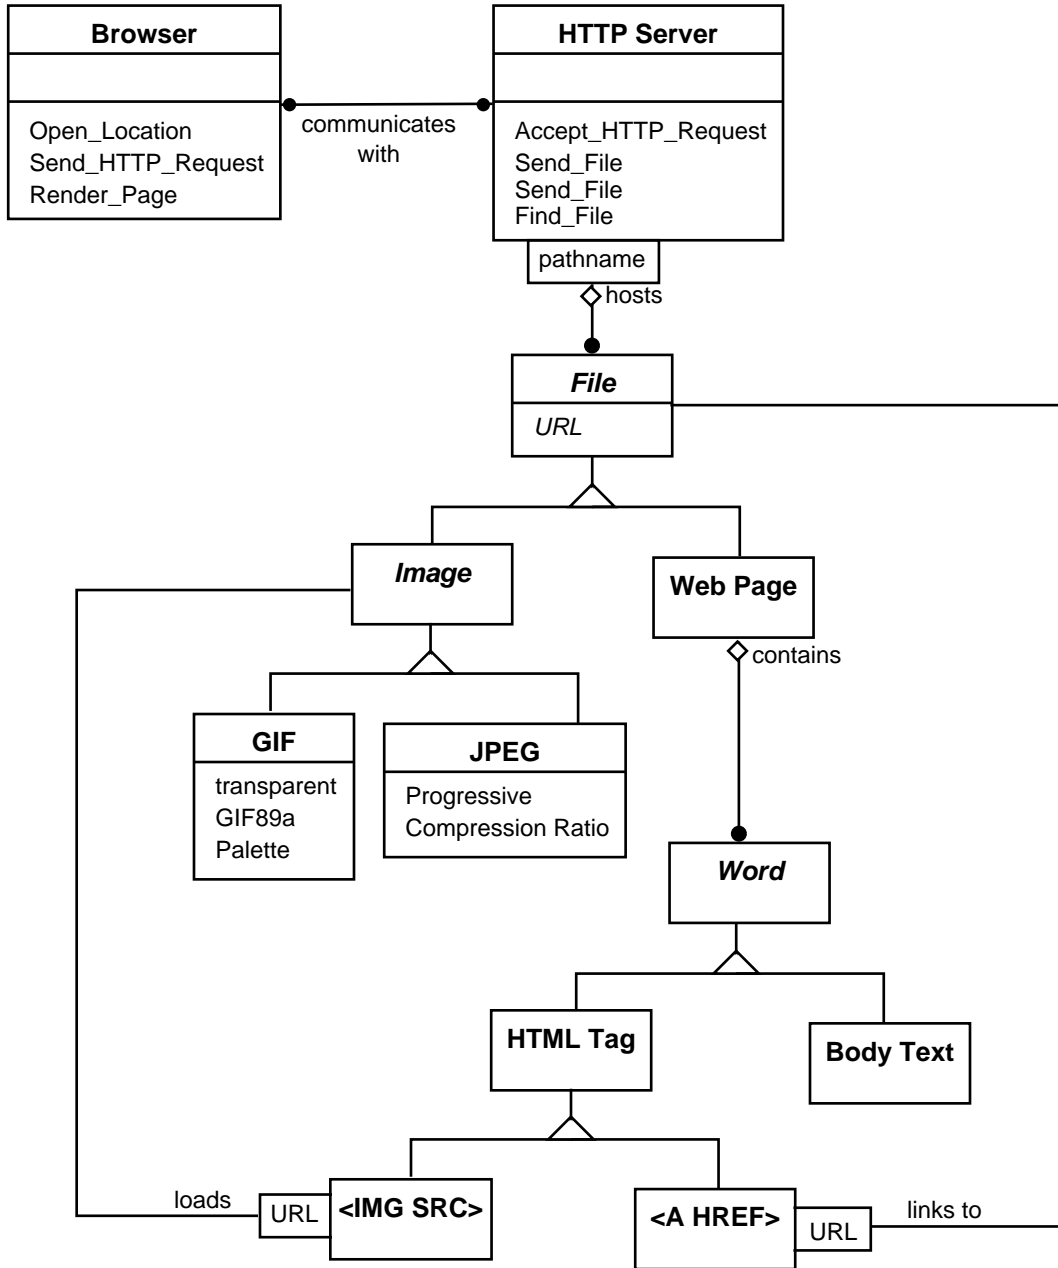 Browser
Open_Location
Send_HTTP_Request
Render_Page
communicates
with
HTTP Server
Accept_HTTP_Request
Send_File
Send_File
Find_File
pathname
hosts
File
URL
Image
Web Page
contains
GIF
transparent
GIF89a
Palette
JPEG
Progressive
Compression Ratio
Word
HTML Tag
Body Text
loads
URL
<IMG SRC>
<A HREF>
URL
links to